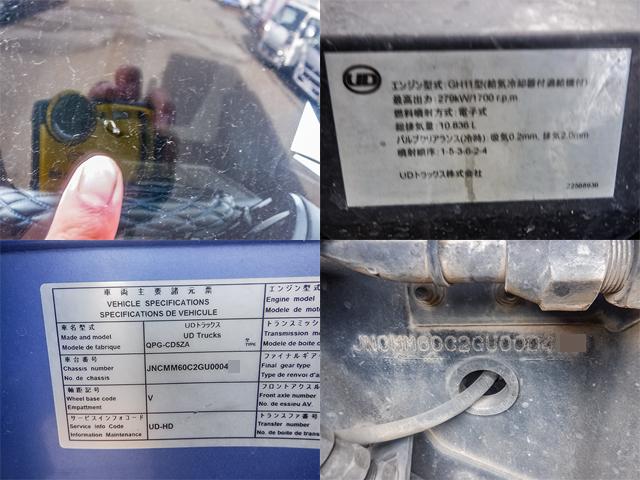 UD
エンジン型式：GH11型(給気冷却器付過給機付)
最高出力：279kW/1700 r.p.m
燃料噴射方式：電子式
総排気量：10.836 L
バルブクリアランス(冷時) 吸気0.2mm, 排気2.0mm
噴射順序：1-5-3-6-2-4
UDトラックス株式会社
車両主要諸元票
VEHICLE SPECIFICATIONS
SPECIFICATIONS DE VEHICULE
車名型式
Made and model
Modele de fabrique
UDトラックス
UD Trucks
QPG-CD5ZA
型
TYPE
車台番号
Chassis number
No. de chassis
JNCMM60C2GU0004
軸距記号
Wheel base code
Empattment
V
サービスインフォコード
Service info Code
Information Maintenance
UD-HD
エンジン型式
Engine model
Modele de mot
トランスミッシ
Transmission m
Modele de boite d
ファイナルギア
Final gear type
Type de renvoi d'a
フロントアクスル
Front axle number
No. de essieu AV.
トランスファ番号
Transfer number
No. de boite de trans
JNCMM60C2GU0004